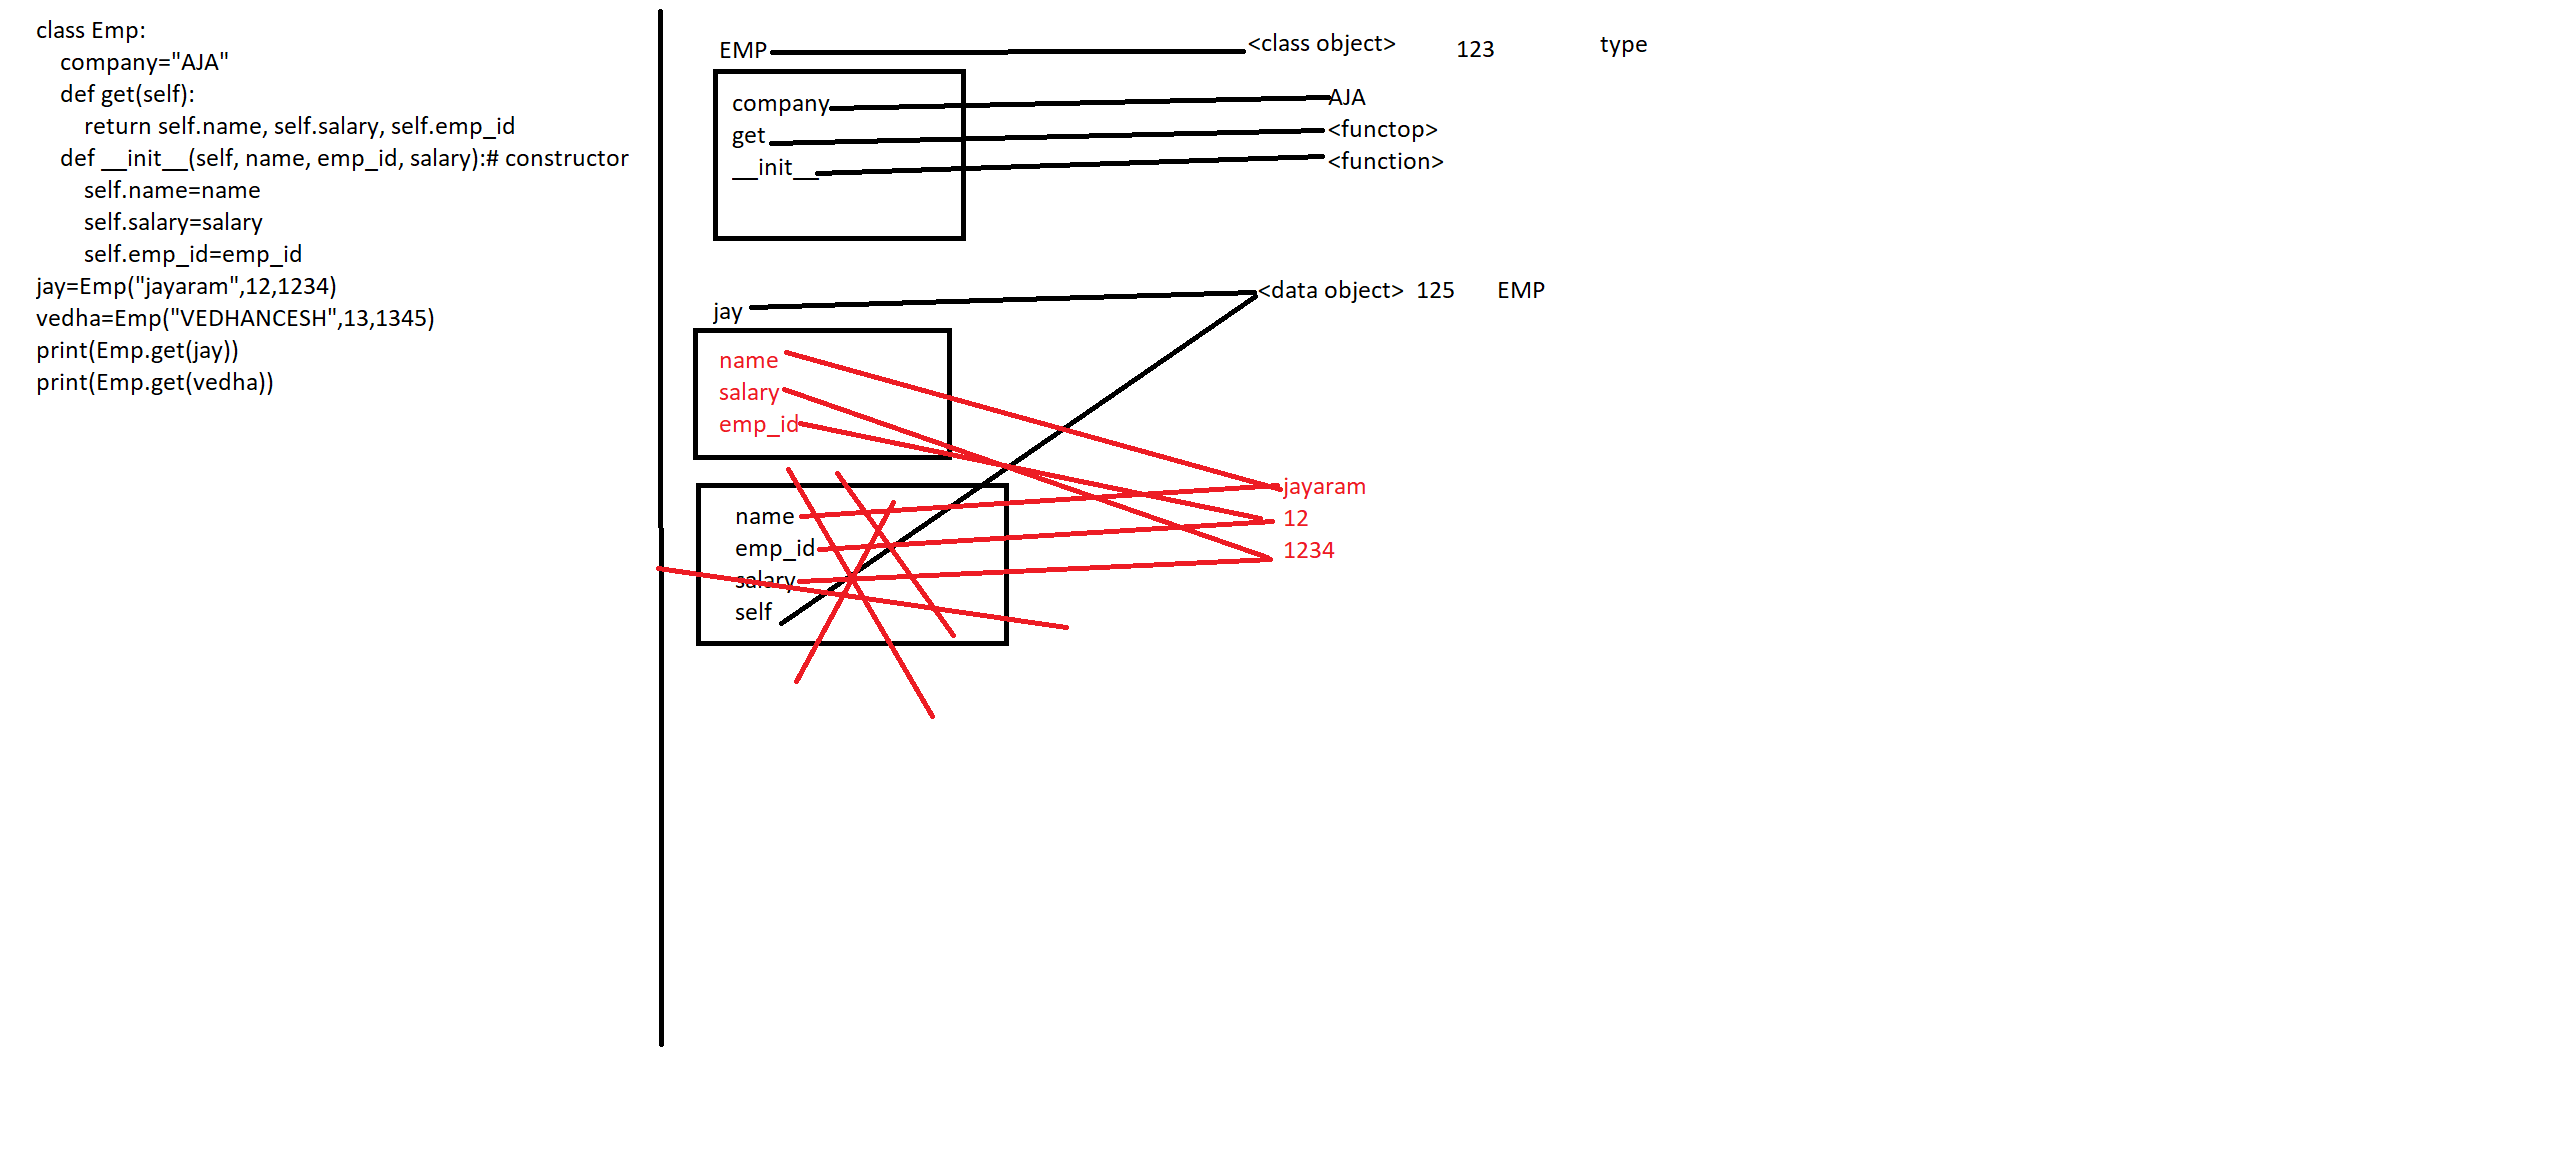 class Emp:
company="AJA"
def get(self):
return self.name, self.salary, self.emp_id
def __init__(self, name, emp_id, salary):# constructor
self.name=name
self.salary=salary
self.emp_id=emp_id
jay=Emp("jayaram",12,1234)
vedha=Emp("VEDHANCESH",13,1345)
print(Emp.get(jay))
print(Emp.get(vedha))
EMP <class object> 123 type
company AJA
get <functop>
__init__ <function>
jay <data object> 125 EMP
name
salary
emp_id
jayaram
12
1234
name
emp_id
salary
self